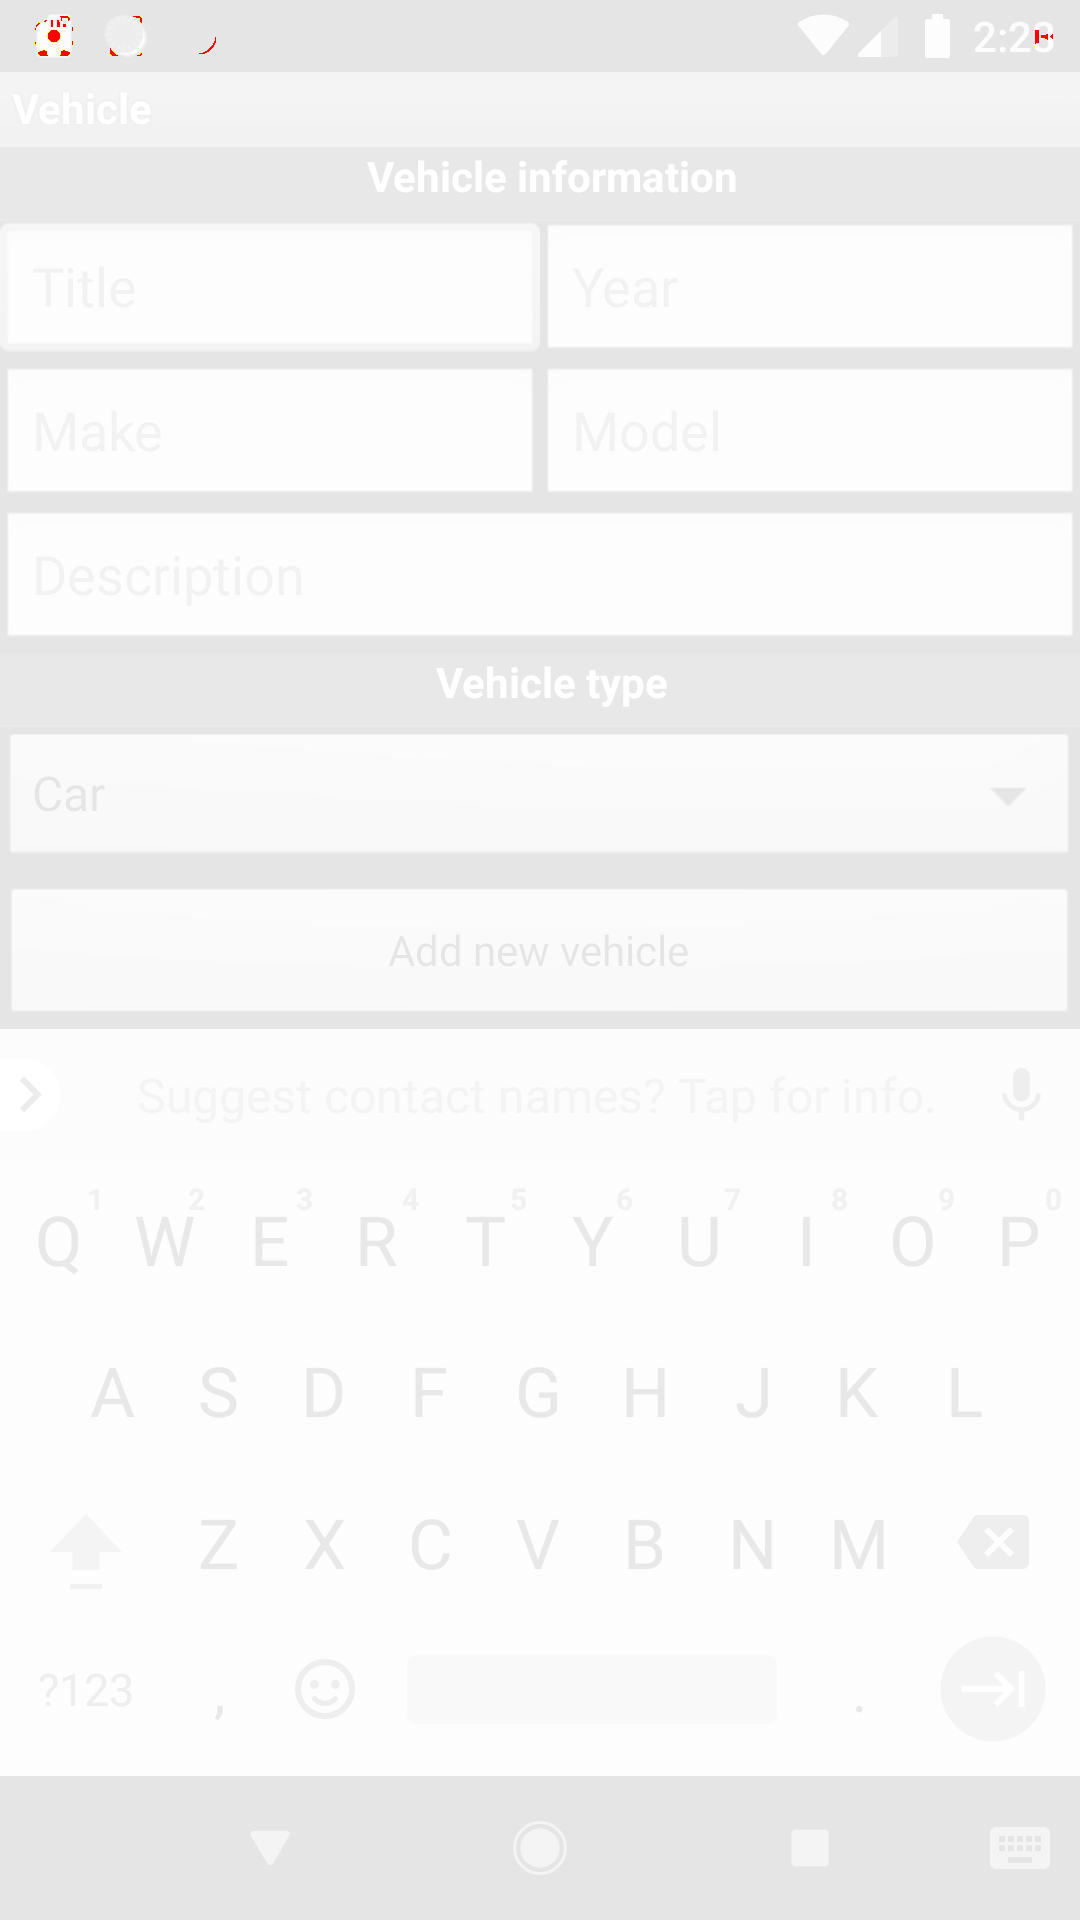 2:23
Vehicle
Vehicle information
Title Year
Make Model
Description
Vehicle type
Car
Add new vehicle
Suggest contact names? Tap for info.
1 2 3 4 5 6 7 8 9 0
Q W E R T Y U I O P
A S D F G H J K L
Z X C V B N M
?123 , .